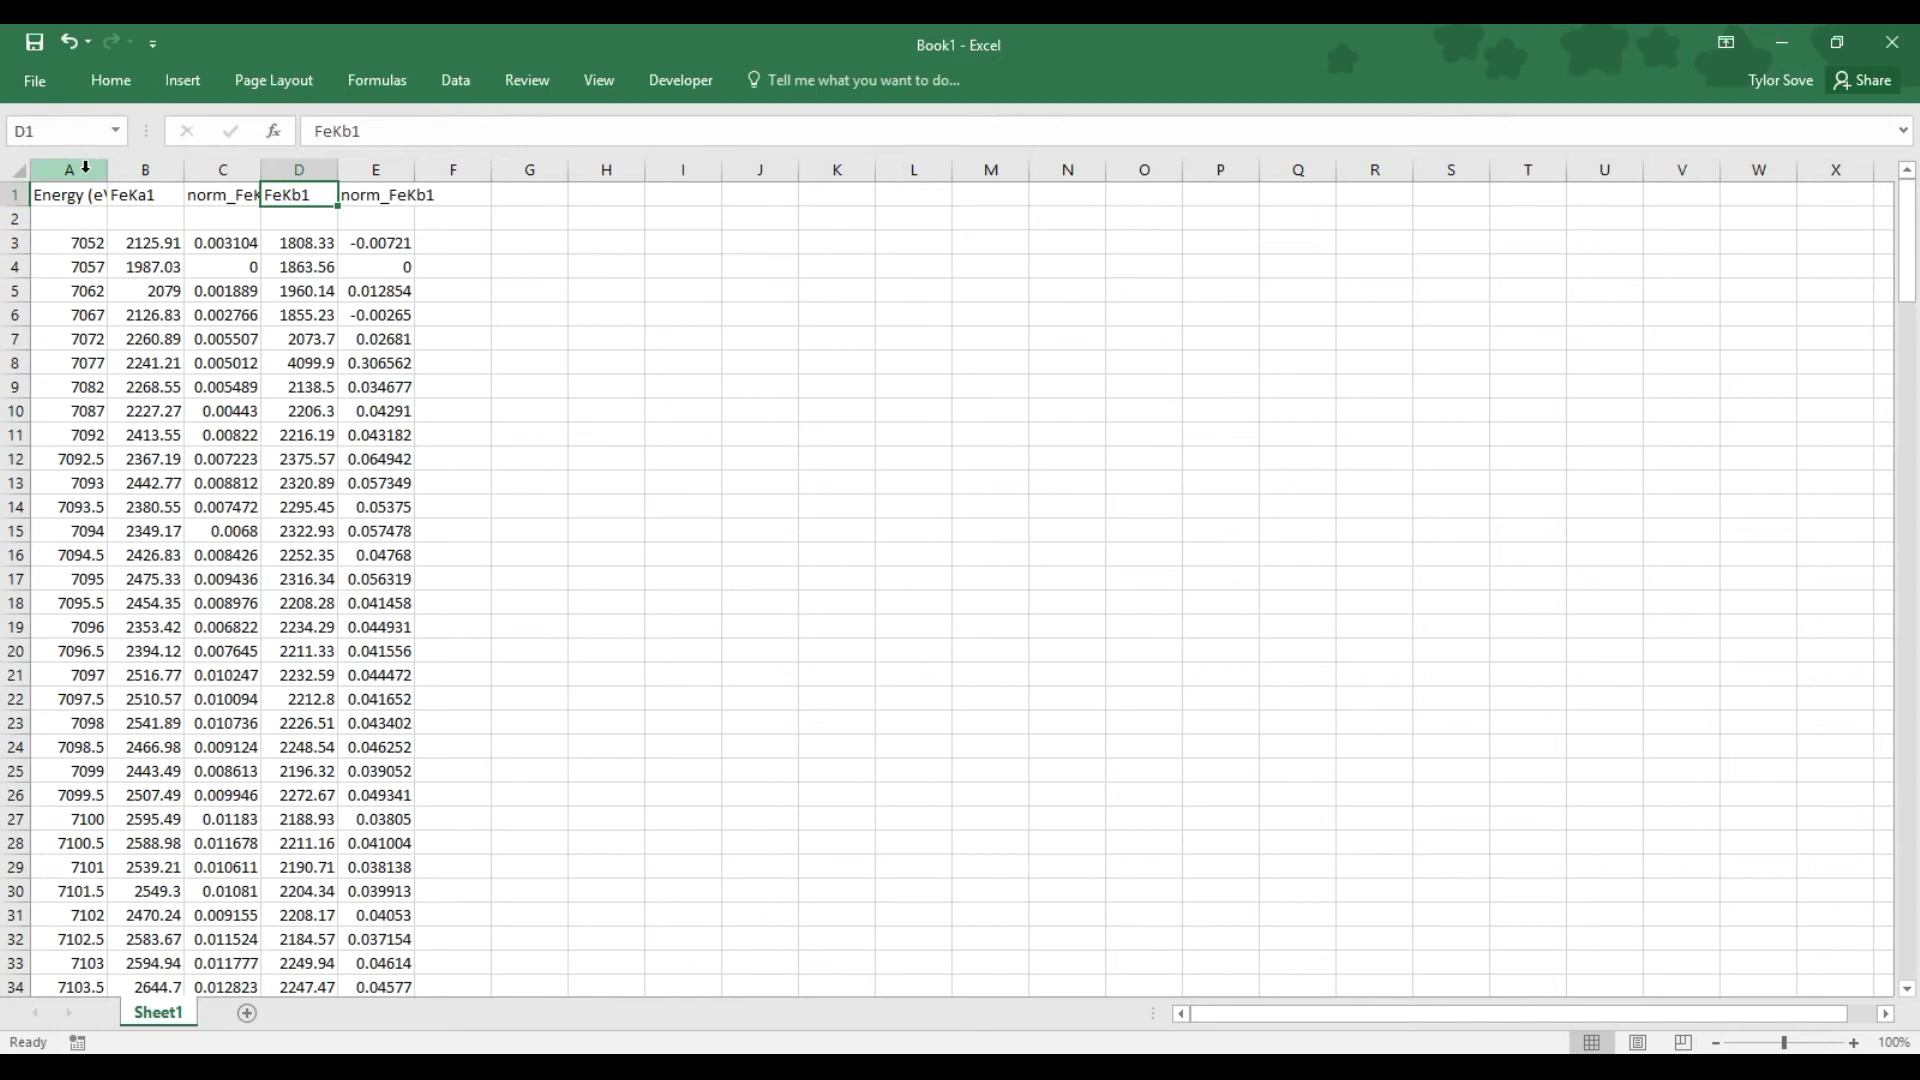 Book1 - Excel
File Home Insert Page Layout Formulas Data Review View Developer Tell me what you want to do... Tylor Sove Share
D1 fx FeKb1
A B C D E F G H I J K L M N O P Q R S T U V W X
1 Energy (eV FeKa1 norm_FeK FeKb1 norm_FeKb1
2
3 7052 2125.91 0.003104 1808.33 -0.00721
4 7057 1987.03 0 1863.56 0
5 7062 2079 0.001889 1960.14 0.012854
6 7067 2126.83 0.002766 1855.23 -0.00265
7 7072 2260.89 0.005507 2073.7 0.02681
8 7077 2241.21 0.005012 4099.9 0.306562
9 7082 2268.55 0.005489 2138.5 0.034677
10 7087 2227.27 0.00443 2206.3 0.04291
11 7092 2413.55 0.00822 2216.19 0.043182
12 7092.5 2367.19 0.007223 2375.57 0.064942
13 7093 2442.77 0.008812 2320.89 0.057349
14 7093.5 2380.55 0.007472 2295.45 0.05375
15 7094 2349.17 0.0068 2322.93 0.057478
16 7094.5 2426.83 0.008426 2252.35 0.04768
17 7095 2475.33 0.009436 2316.34 0.056319
18 7095.5 2454.35 0.008976 2208.28 0.041458
19 7096 2353.42 0.006822 2234.29 0.044931
20 7096.5 2394.12 0.007645 2211.33 0.041556
21 7097 2516.77 0.010247 2232.59 0.044472
22 7097.5 2510.57 0.010094 2212.8 0.041652
23 7098 2541.89 0.010736 2226.51 0.043402
24 7098.5 2466.98 0.009124 2248.54 0.046252
25 7099 2443.49 0.008613 2196.32 0.039052
26 7099.5 2507.49 0.009946 2272.67 0.049341
27 7100 2595.49 0.01183 2188.93 0.03805
28 7100.5 2588.98 0.011678 2211.16 0.041004
29 7101 2539.21 0.010611 2190.71 0.038138
30 7101.5 2549.3 0.01081 2204.34 0.039913
31 7102 2470.24 0.009155 2208.17 0.04053
32 7102.5 2583.67 0.011524 2184.57 0.037154
33 7103 2594.94 0.011777 2249.94 0.04614
34 7103.5 2644.7 0.012823 2247.47 0.04577
Sheet1
Ready 100%